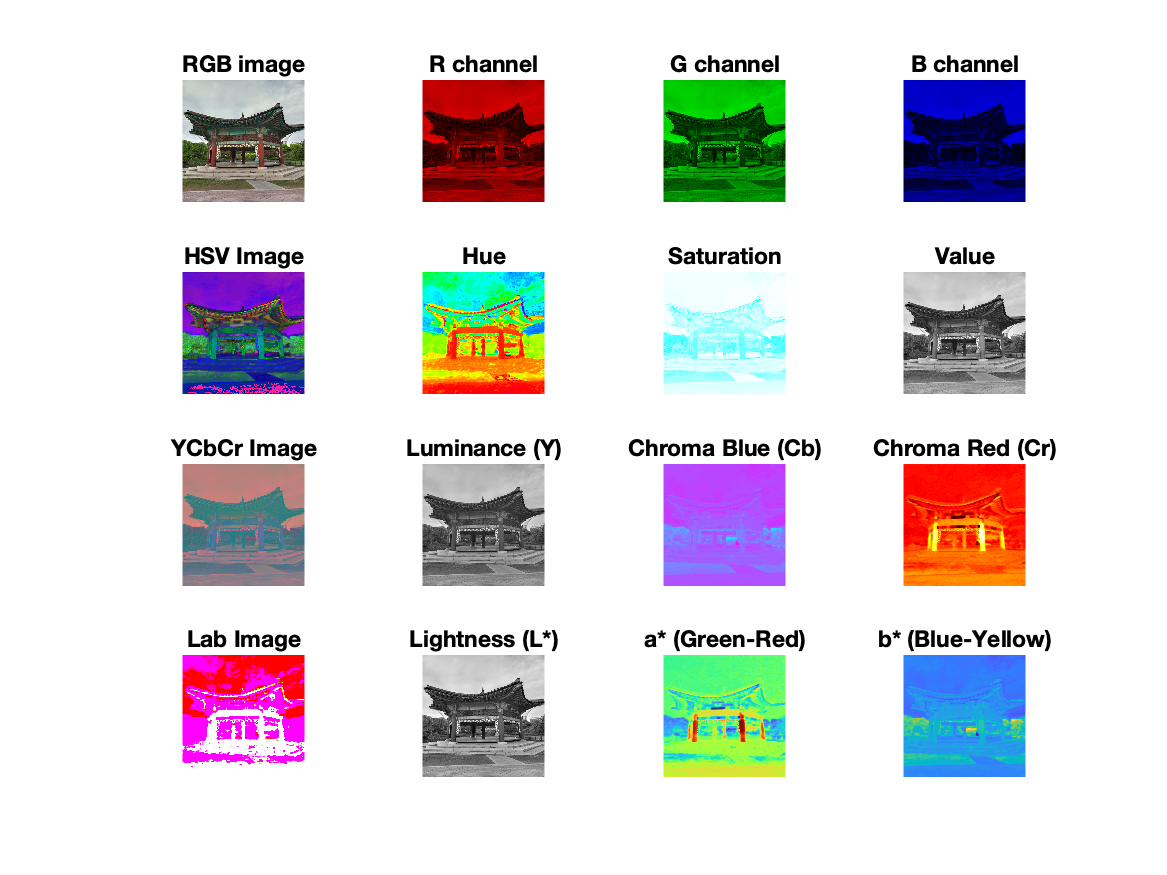 RGB image
R channel
G channel
B channel
HSV Image
Hue
Saturation
Value
YCbCr Image
Luminance (Y)
Chroma Blue (Cb)
Chroma Red (Cr)
Lab Image
Lightness (L*)
a* (Green-Red)
b* (Blue-Yellow)